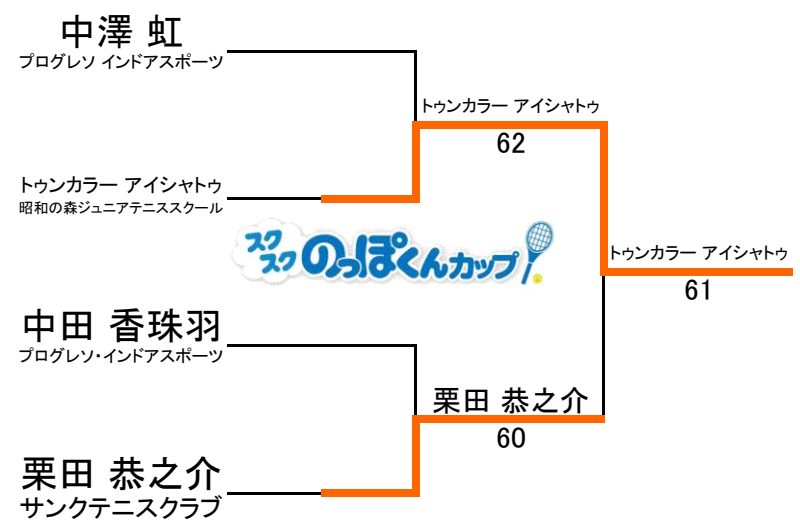 中澤 虹
プログレソ インドアスポーツ
トゥンカラー アイシャトゥ
62
トゥンカラー アイシャトゥ
昭和の森ジュニアテニススクール
スクスク のっぽくんカップ
トゥンカラー アイシャトゥ
61
中田 香珠羽
プログレソ・インドアスポーツ
栗田 恭之介
60
栗田 恭之介
サンクテニスクラブ